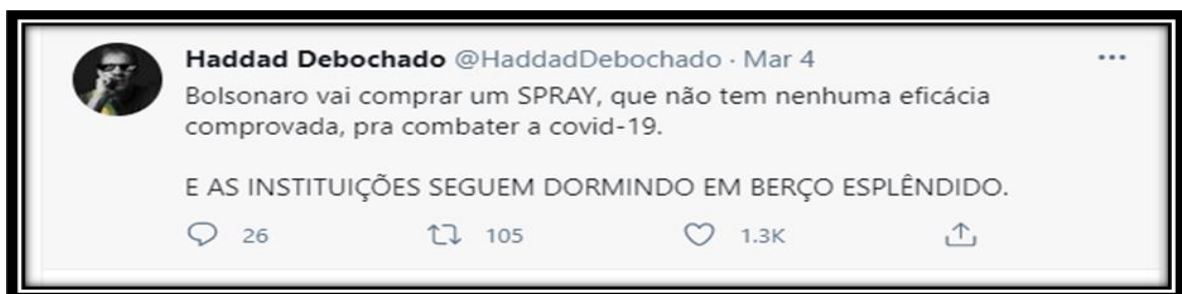 Haddad Debochado @HaddadDebochado · Mar 4
Bolsonaro vai comprar um SPRAY, que não tem nenhuma eficácia
comprovada, pra combater a covid-19.
E AS INSTITUIÇÕES SEGUEM DORMINDO EM BERÇO ESPLÊNDIDO.
26 105 1.3K